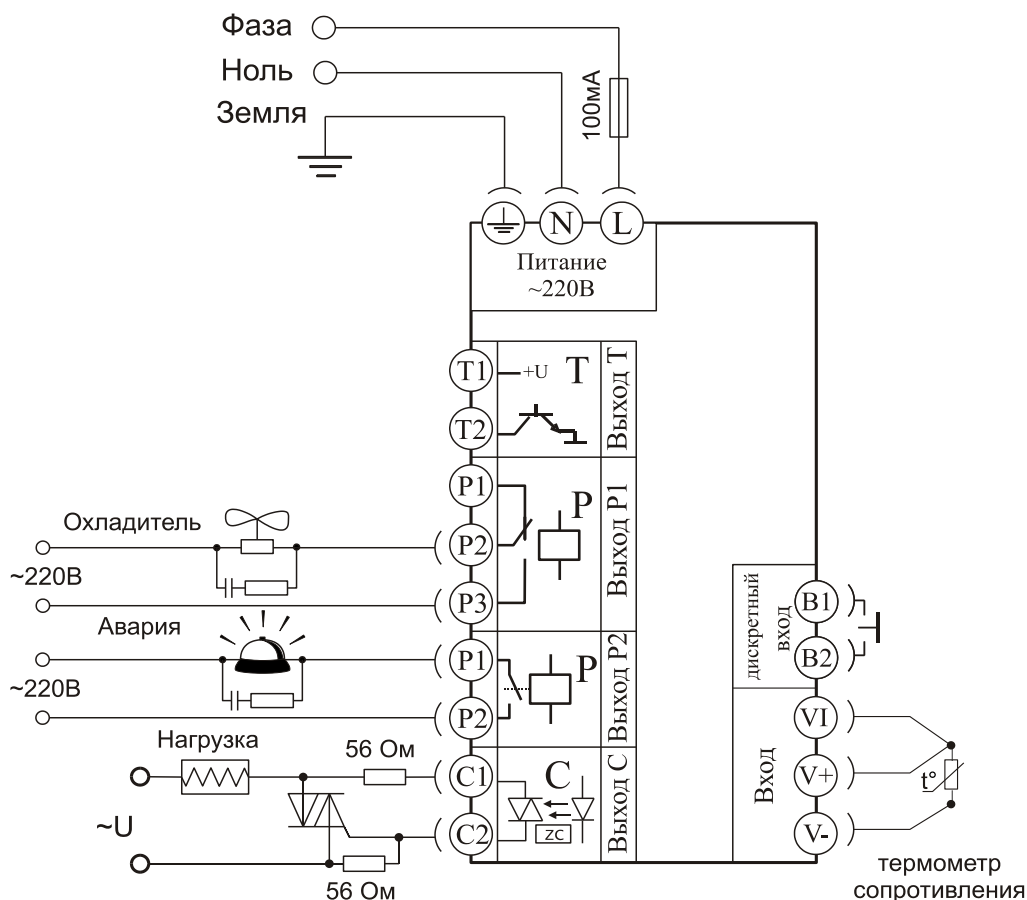 Фаза
Ноль
Земля
100мА
N
L
Питание
~220В
T1
+U
T
Выход T
T2
P1
P
Выход P1
Охладитель
P2
~220В
P3
Авария
P1
P
Выход P2
~220В
P2
Нагрузка
56 Ом
C1
C
Выход C
~U
ZC
C2
56 Ом
дискретный
вход
B1
B2
Вход
VI
V+
V-
t°
термометр
сопротивления